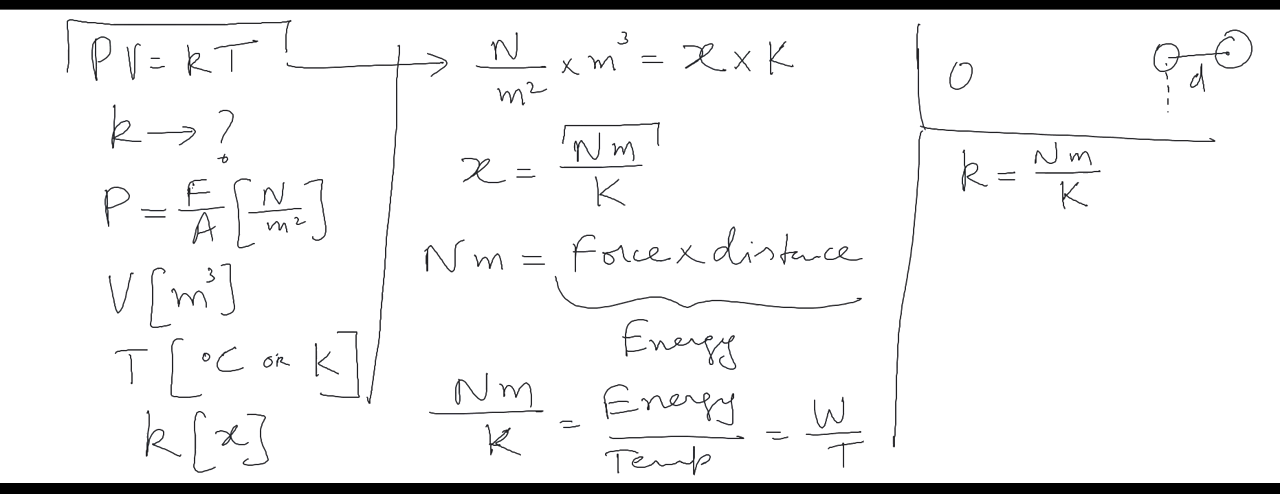 PV = kT
k → ?
P = F/A [N/m²]
V [m³]
T [°C OR K]
k [x]
N/m² × m³ = x × K
x = Nm/K
Nm = Force × distance
Energy
Nm/K = Energy/Temp = W/T
O
d
k = Nm/K